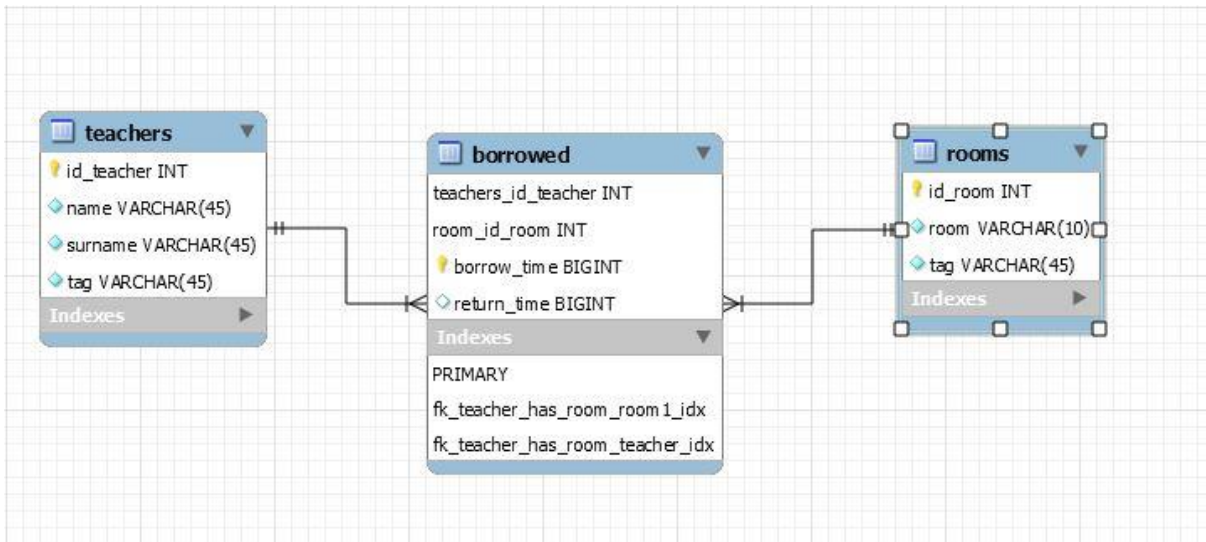 teachers
id_teacher INT
name VARCHAR(45)
surname VARCHAR(45)
tag VARCHAR(45)
Indexes
borrowed
teachers_id_teacher INT
room_id_room INT
borrow_time BIGINT
return_time BIGINT
Indexes
PRIMARY
fk_teacher_has_room_room1_idx
fk_teacher_has_room_teacher_idx
rooms
id_room INT
room VARCHAR(10)
tag VARCHAR(45)
Indexes